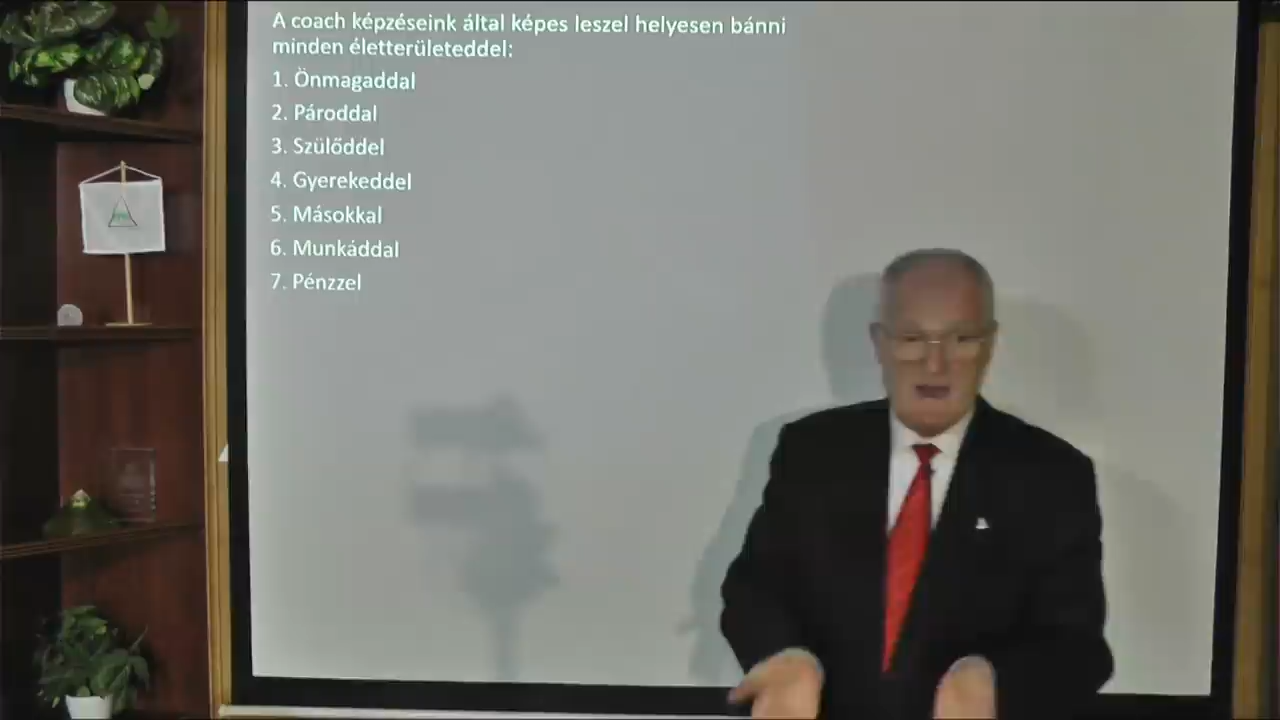 A coach képzéseink által képes leszel helyesen bánni
minden életterületeddel:
1. Önmagaddal
2. Pároddal
3. Szülőddel
4. Gyerekeddel
5. Másokkal
6. Munkáddal
7. Pénzzel